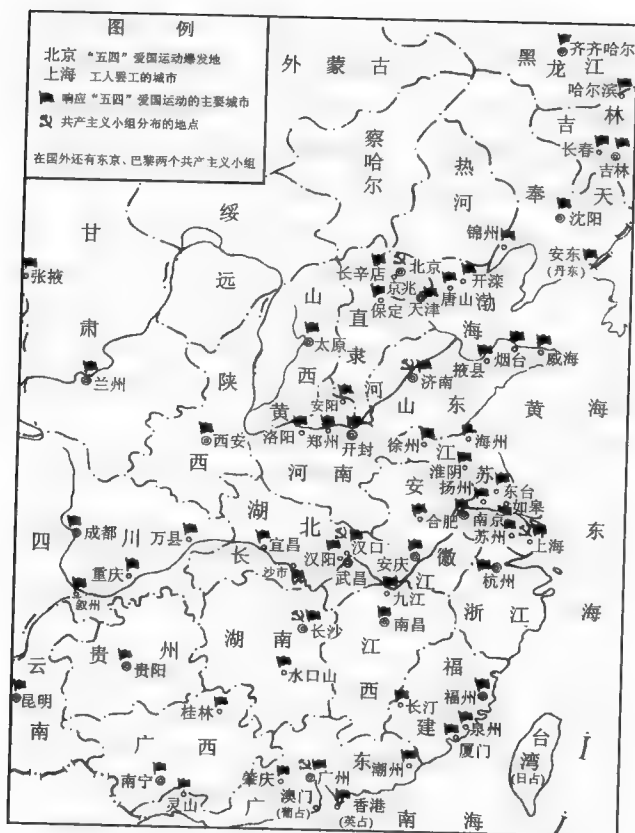 图 例
北京 “五四”爱国运动爆发地
上海 工人罢工的城市
响应“五四”爱国运动的主要城市
共产主义小组分布的地点
在国外还有东京、巴黎两个共产主义小组
外蒙古
黑龙江
齐齐哈尔
哈尔滨
吉林
长春
吉林
察哈尔
热河
奉天
沈阳
锦州
安东
(丹东)
甘肃
绥远
张掖
兰州
长辛店
北京
京兆
保定
天津
唐山
开滦
渤海
山西
直隶
太原
陕西
黄河
安阳
济南
山东
掖县
烟台
威海
黄海
西安
洛阳
郑州
开封
河南
徐州
海州
江苏
淮阴
扬州
东台
如皋
安徽
合肥
南京
苏州
上海
东海
四川
成都
万县
重庆
叙州
湖北
长江
宜昌
沙市
汉口
汉阳
武昌
安庆
九江
杭州
浙江
云南
昆明
贵州
贵阳
湖南
长沙
水口山
江西
南昌
福建
福州
长汀
泉州
厦门
台湾
(日占)
桂林
广西
南宁
灵山
广东
肇庆
广州
潮州
澳门
(葡占)
香港
(英占)
南海